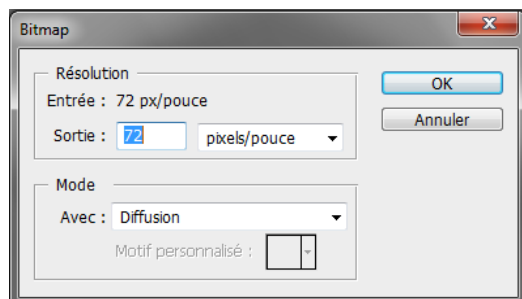 Bitmap
Résolution
Entrée : 72 px/pouce
Sortie : 72 pixels/pouce
Mode
Avec : Diffusion
Motif personnalisé :
OK
Annuler